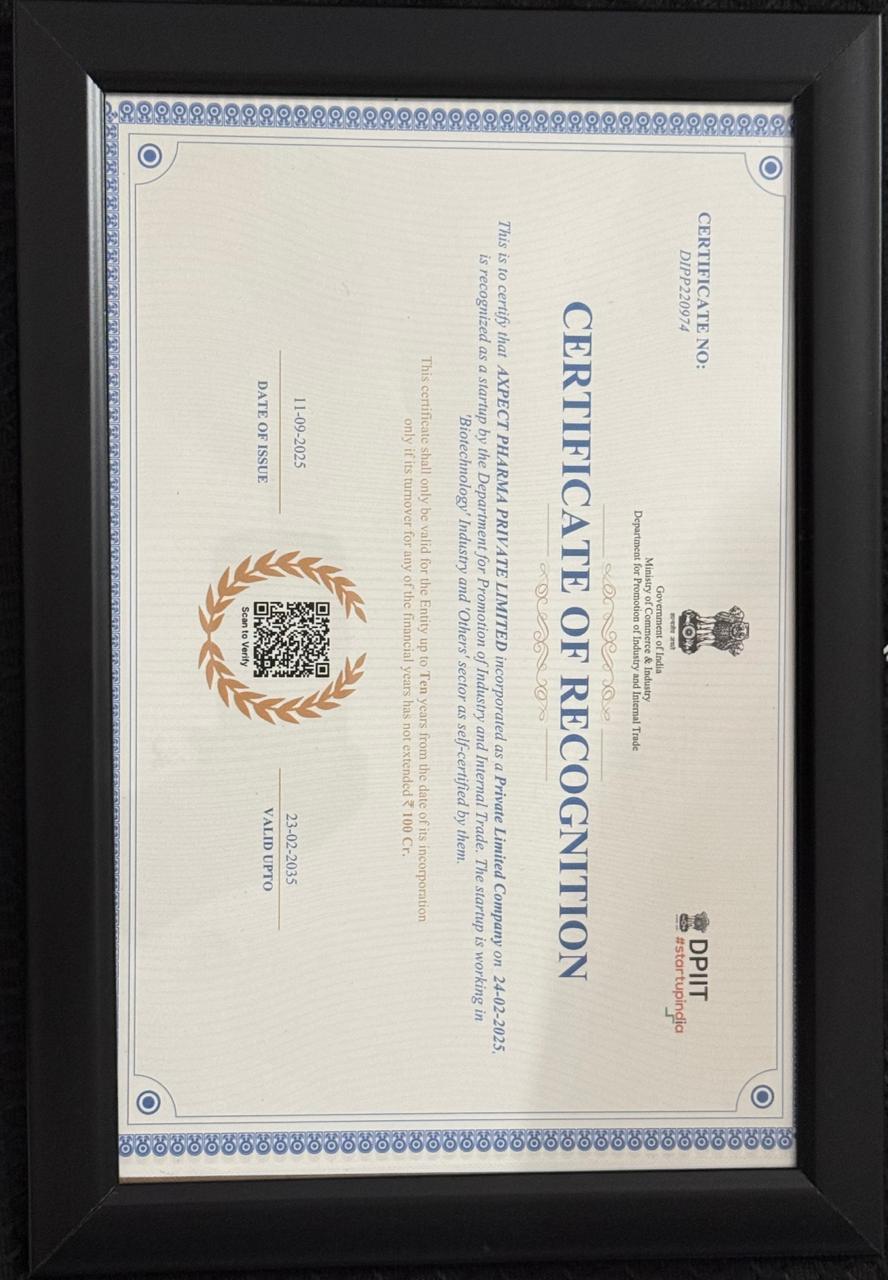 CERTIFICATE NO:
DIPP220974
सत्यमेव जयते
Government of India
Ministry of Commerce & Industry
Department for Promotion of Industry and Internal Trade
DPIIT
#startupindia
CERTIFICATE OF RECOGNITION
This is to certify that AXPECT PHARMA PRIVATE LIMITED incorporated as a Private Limited Company on 24-02-2025,
is recognized as a startup by the Department for Promotion of Industry and Internal Trade. The startup is working in
'Biotechnology' Industry and 'Others' sector as self-certified by them.
This certificate shall only be valid for the Entity up to Ten years from the date of its incorporation
only if its turnover for any of the financial years has not extended ₹ 100 Cr.
11-09-2025
DATE OF ISSUE
Scan to Verify
23-02-2035
VALID UPTO